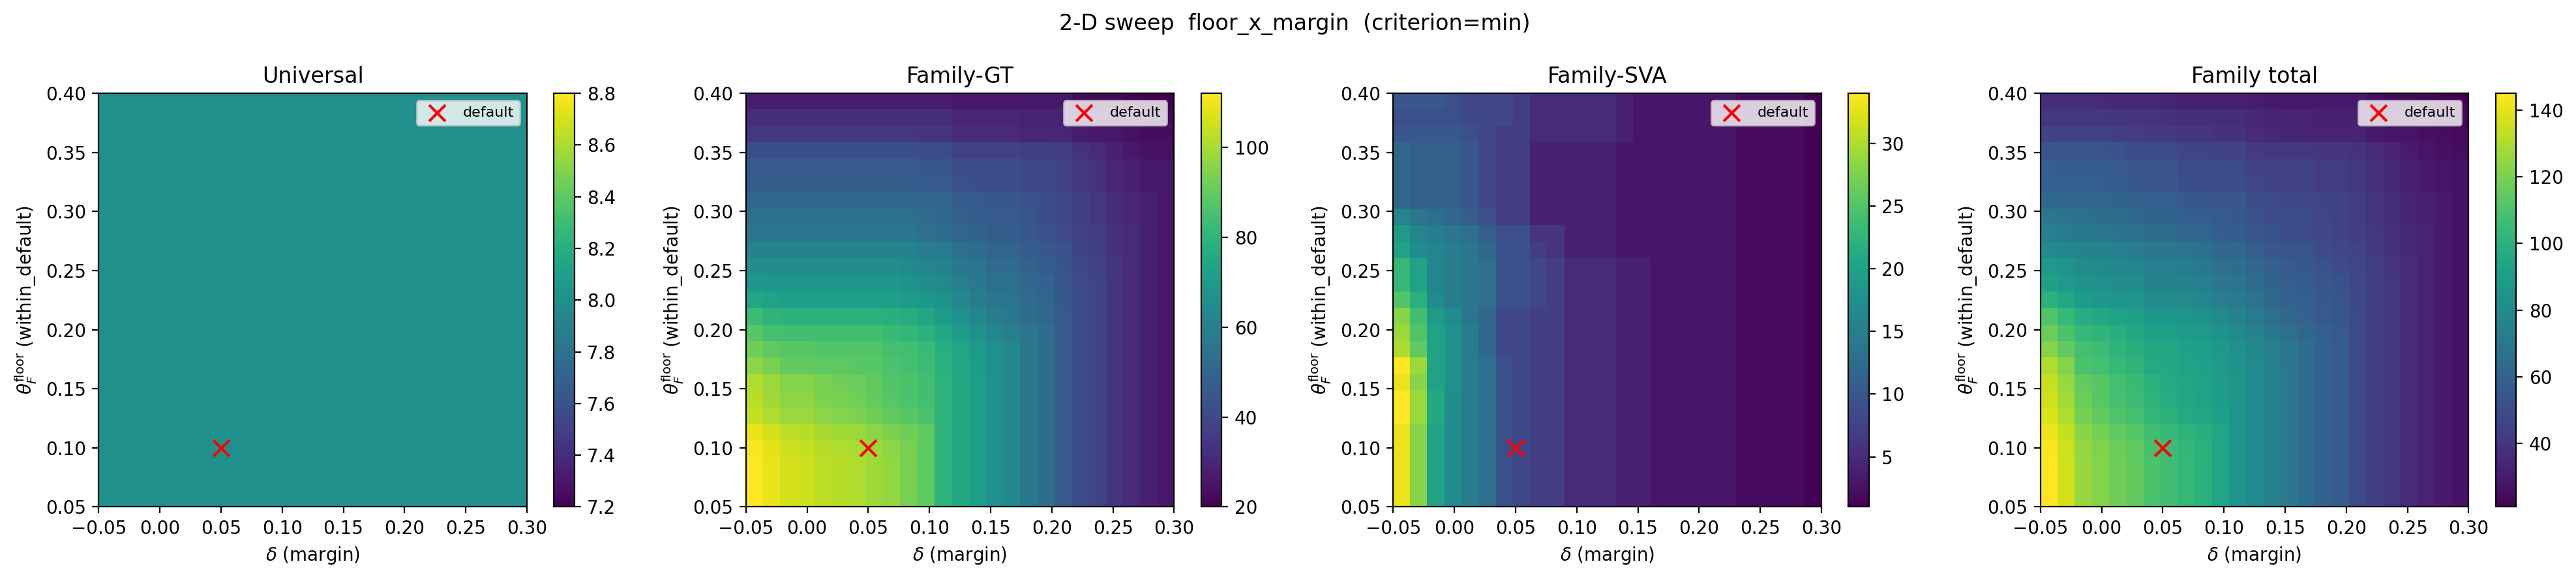 2-D sweep  floor_x_margin  (criterion=min)
Universal
default
0.40
0.35
0.30
0.25
0.20
0.15
0.10
0.05
θ_F^floor (within_default)
−0.05 0.00 0.05 0.10 0.15 0.20 0.25 0.30
δ (margin)
8.8
8.6
8.4
8.2
8.0
7.8
7.6
7.4
7.2
Family-GT
default
0.40
0.35
0.30
0.25
0.20
0.15
0.10
0.05
θ_F^floor (within_default)
−0.05 0.00 0.05 0.10 0.15 0.20 0.25 0.30
δ (margin)
100
80
60
40
20
Family-SVA
default
0.40
0.35
0.30
0.25
0.20
0.15
0.10
0.05
θ_F^floor (within_default)
−0.05 0.00 0.05 0.10 0.15 0.20 0.25 0.30
δ (margin)
30
25
20
15
10
5
Family total
default
0.40
0.35
0.30
0.25
0.20
0.15
0.10
0.05
θ_F^floor (within_default)
−0.05 0.00 0.05 0.10 0.15 0.20 0.25 0.30
δ (margin)
140
120
100
80
60
40